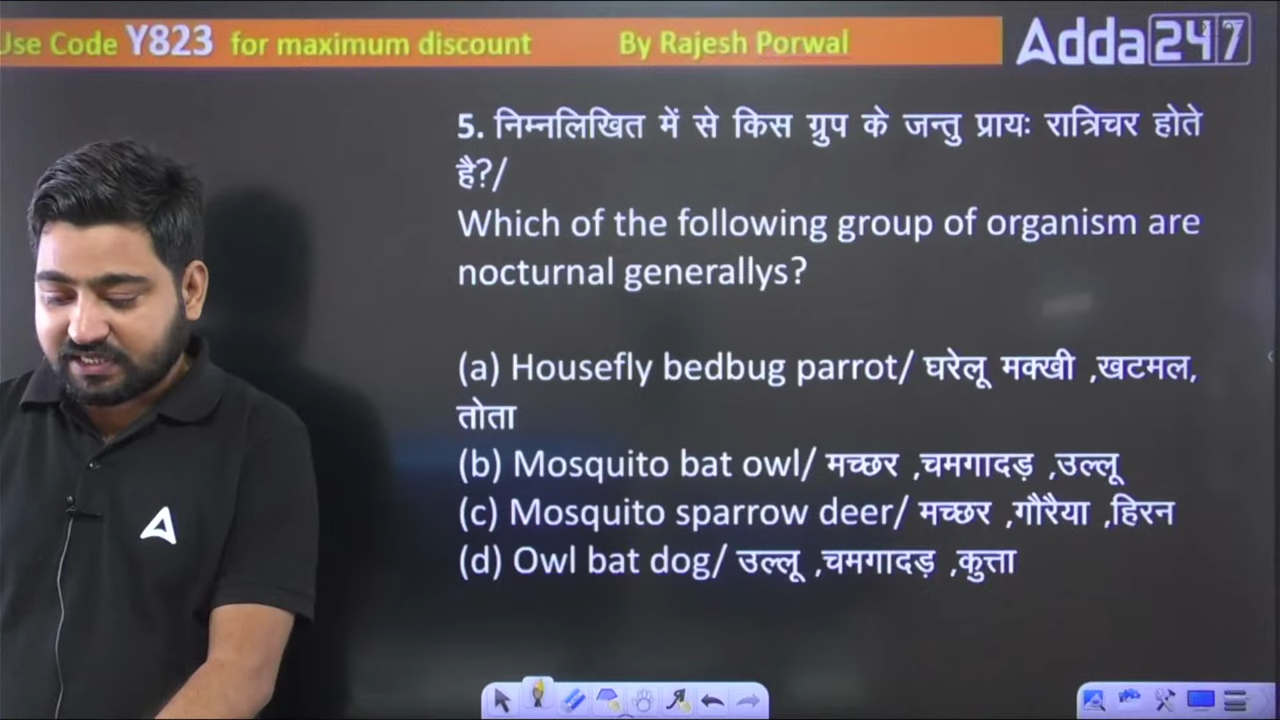 Use Code Y823 for maximum discount By Rajesh Porwal
Adda247
5. निम्नलिखित में से किस ग्रुप के जन्तु प्रायः रात्रिचर होते
है?/
Which of the following group of organism are
nocturnal generallys?
(a) Housefly bedbug parrot/ घरेलू मक्खी ,खटमल,
तोता
(b) Mosquito bat owl/ मच्छर ,चमगादड़ ,उल्लू
(c) Mosquito sparrow deer/ मच्छर ,गौरैया ,हिरन
(d) Owl bat dog/ उल्लू ,चमगादड़ ,कुत्ता